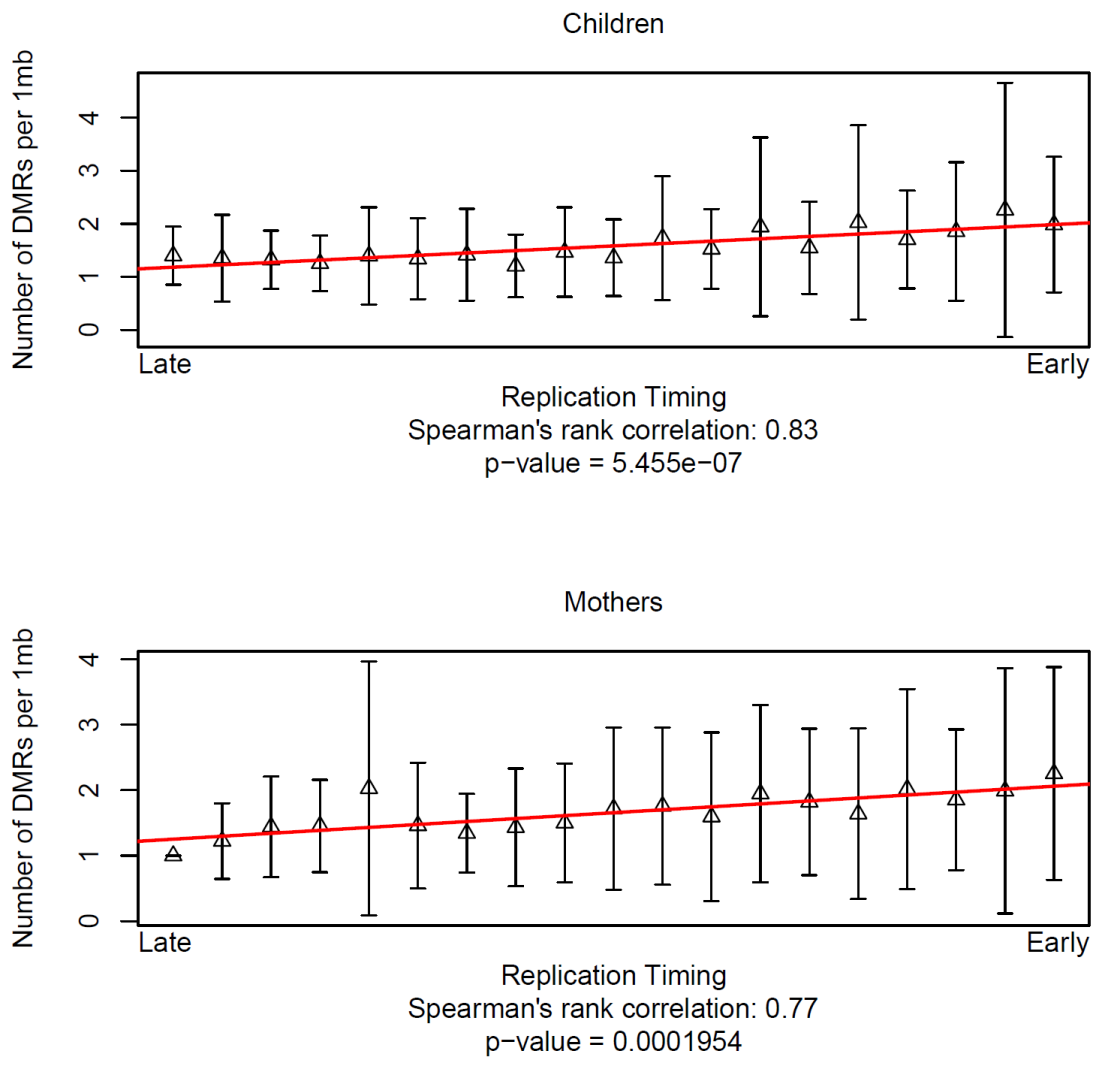 Children
Number of DMRs per 1mb
4
3
2
1
0
Late
Early
Replication Timing
Spearman's rank correlation: 0.83
p−value = 5.455e−07
Mothers
Number of DMRs per 1mb
4
3
2
1
0
Late
Early
Replication Timing
Spearman's rank correlation: 0.77
p−value = 0.0001954